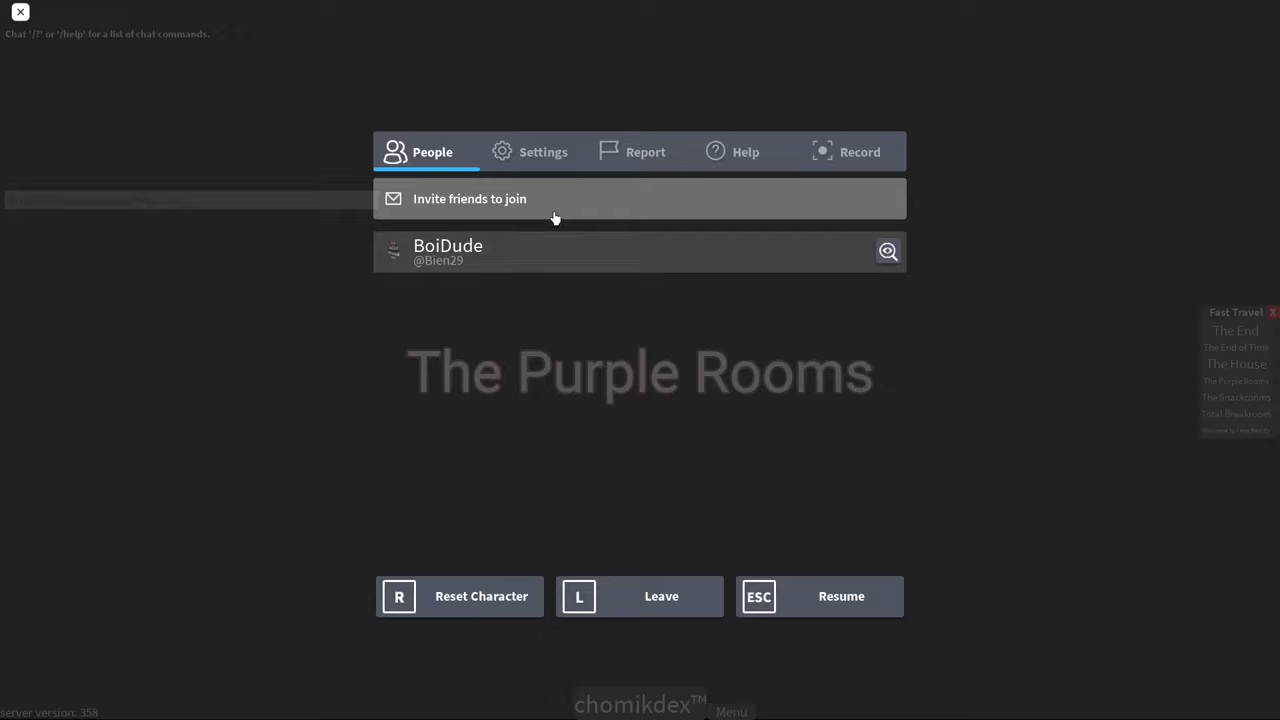 Chat '/?' or '/help' for a list of chat commands.
People
Settings
Report
Help
Record
Invite friends to join
BoiDude
@Bien29
The Purple Rooms
Fast Travel X
The End
The End of Time
The House
The Purple Rooms
The Snackrooms
Total Breakroom
R Reset Character
L Leave
ESC Resume
chomikdex™
Menu
server version: 358